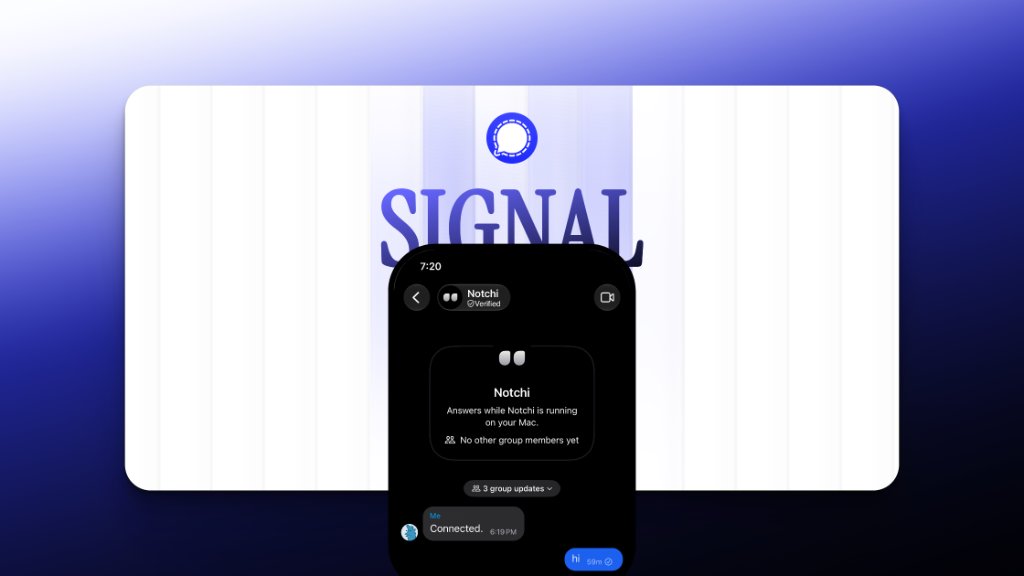 SIGNAL
7:20
Notchi
Verified
Notchi
Answers while Notchi is running
on your Mac.
No other group members yet
3 group updates
Me
Connected. 6:19 PM
hi 59m